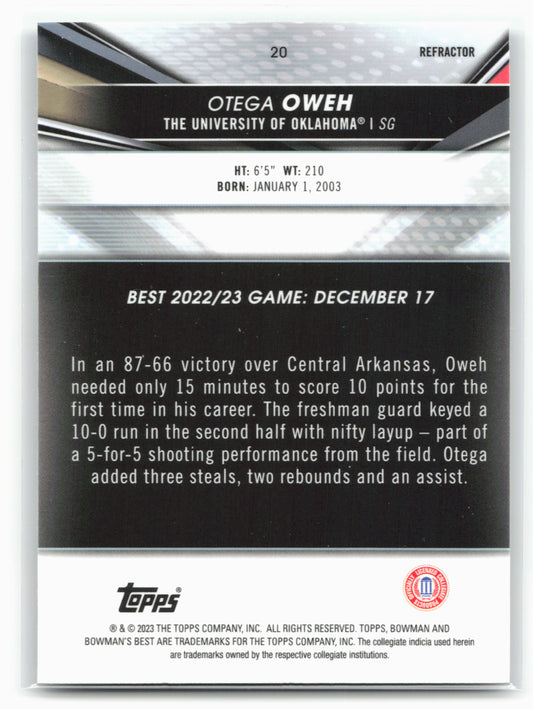 20
REFRACTOR
OTEGA OWEH
THE UNIVERSITY OF OKLAHOMA® | SG
HT: 6'5" WT: 210
BORN: JANUARY 1, 2003
BEST 2022/23 GAME: DECEMBER 17
In an 87-66 victory over Central Arkansas, Oweh
needed only 15 minutes to score 10 points for the
first time in his career. The freshman guard keyed a
10-0 run in the second half with nifty layup – part of
a 5-for-5 shooting performance from the field. Otega
added three steals, two rebounds and an assist.
topps®
OFFICIALLY LICENSED COLLEGIATE PRODUCTS
® & © 2023 THE TOPPS COMPANY, INC. ALL RIGHTS RESERVED. TOPPS, BOWMAN AND
BOWMAN'S BEST ARE TRADEMARKS FOR THE TOPPS COMPANY, INC. The collegiate indicia used herein
are trademarks owned by the respective collegiate institutions.